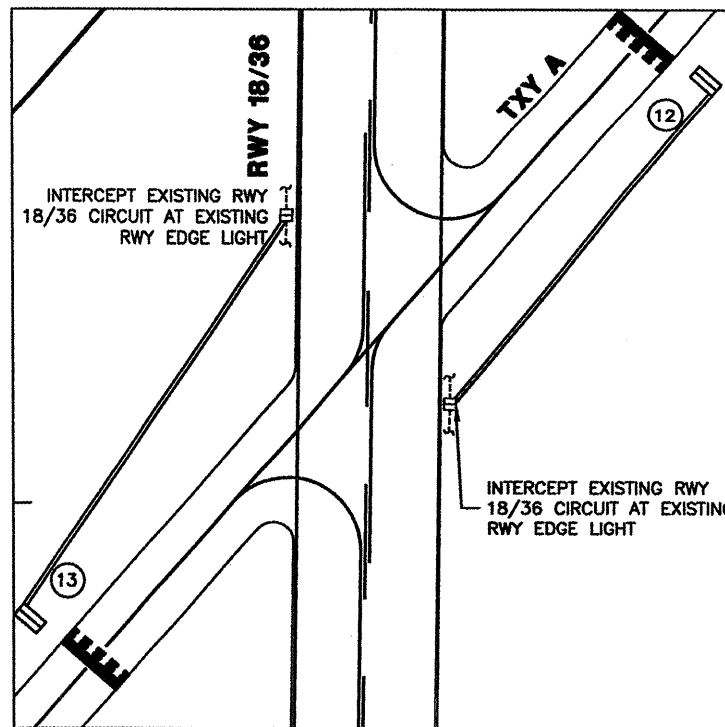 RWY 18/36
TXY A
12
INTERCEPT EXISTING RWY
18/36 CIRCUIT AT EXISTING
RWY EDGE LIGHT
INTERCEPT EXISTING RWY
18/36 CIRCUIT AT EXISTING
RWY EDGE LIGHT
13